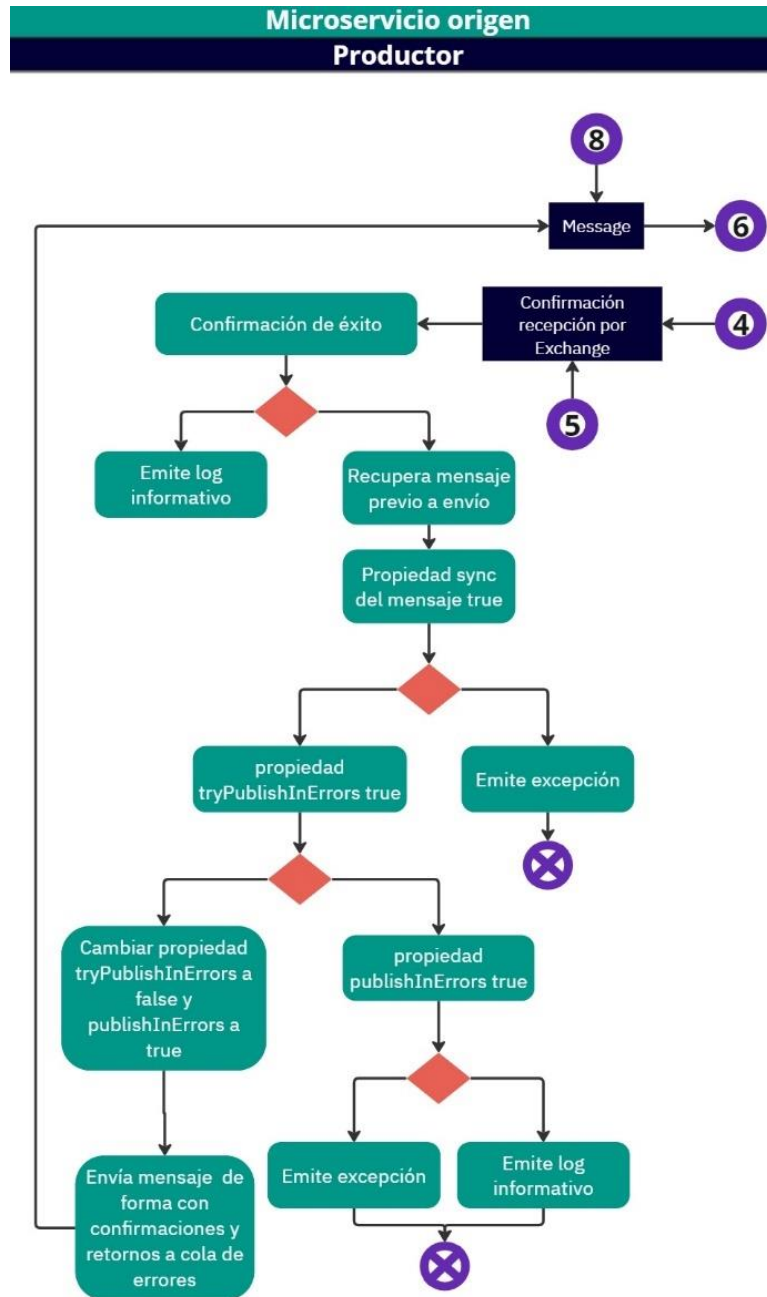 Microservicio origen
Productor
8
Message
6
Confirmación de éxito
Confirmación
recepción por
Exchange
4
5
Emite log
informativo
Recupera mensaje
previo a envío
Propiedad sync
del mensaje true
propiedad
tryPublishInErrors true
Emite excepción
Cambiar propiedad
tryPublishInErrors a
false y
publishInErrors a
true
propiedad
publishInErrors true
Envía mensaje de
forma con
confirmaciones y
retornos a cola de
errores
Emite excepción
Emite log
informativo